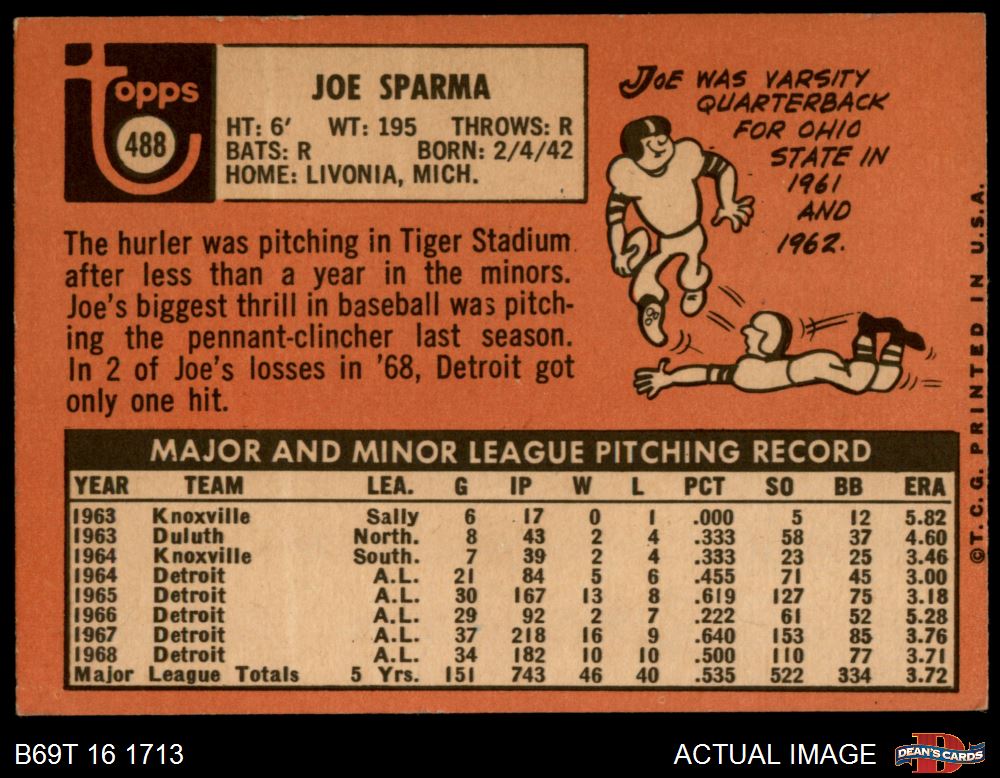 topps
488
JOE SPARMA
HT: 6' WT: 195 THROWS: R
BATS: R BORN: 2/4/42
HOME: LIVONIA, MICH.
JOE WAS VARSITY
QUARTERBACK
FOR OHIO
STATE IN
1961
AND
1962.
The hurler was pitching in Tiger Stadium
after less than a year in the minors.
Joe's biggest thrill in baseball was pitch-
ing the pennant-clincher last season.
In 2 of Joe's losses in '68, Detroit got
only one hit.
MAJOR AND MINOR LEAGUE PITCHING RECORD
YEAR TEAM LEA. G IP W L PCT SO BB ERA
1963 Knoxville Sally 6 17 0 1 .000 5 12 5.82
1963 Duluth North. 8 43 2 4 .333 58 37 4.60
1964 Knoxville South. 7 39 2 4 .333 23 25 3.46
1964 Detroit A.L. 21 84 5 6 .455 71 45 3.00
1965 Detroit A.L. 30 167 13 8 .619 127 75 3.18
1966 Detroit A.L. 29 92 2 7 .222 61 52 5.28
1967 Detroit A.L. 37 218 16 9 .640 153 85 3.76
1968 Detroit A.L. 34 182 10 10 .500 110 77 3.71
Major League Totals 5 Yrs. 151 743 46 40 .535 522 334 3.72
©T.C.G. PRINTED IN U.S.A.
B69T 16 1713
ACTUAL IMAGE
DEAN'S CARDS